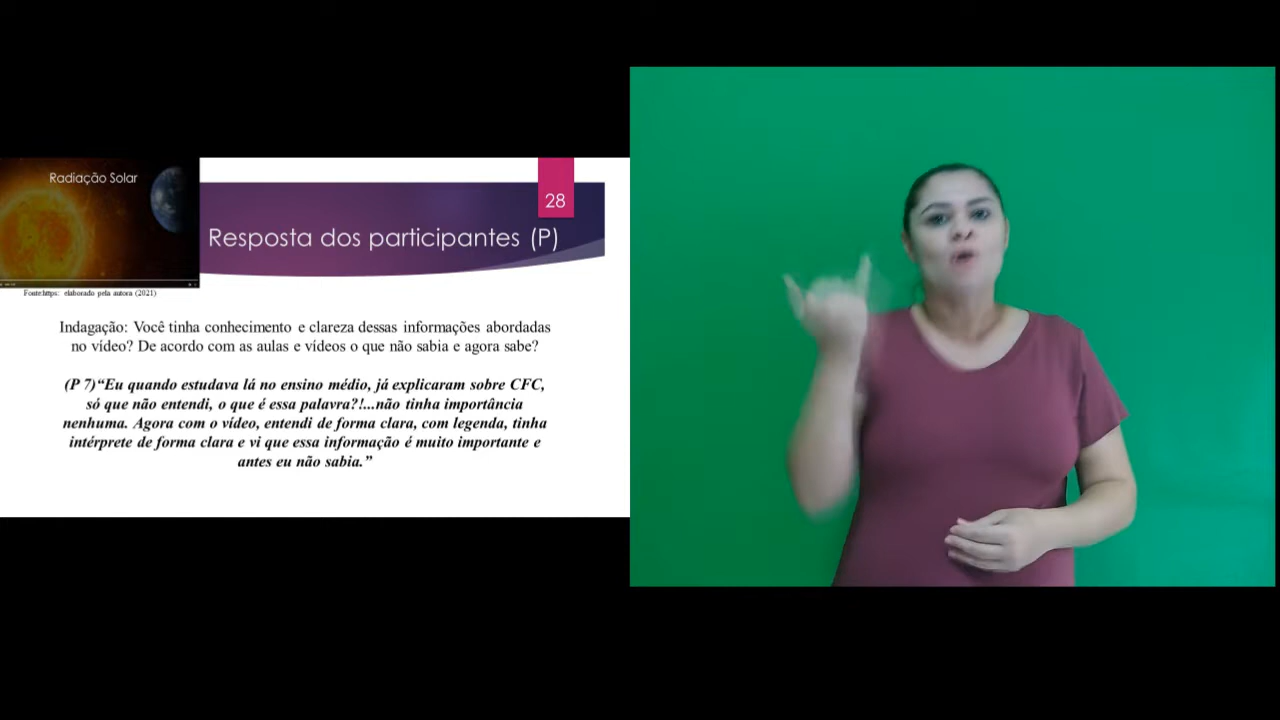 Radiação Solar
28
Resposta dos participantes (P)
Fonte:https: elaborado pela autora (2021)
Indagação: Você tinha conhecimento e clareza dessas informações abordadas
no vídeo? De acordo com as aulas e vídeos o que não sabia e agora sabe?
(P 7)“Eu quando estudava lá no ensino médio, já explicaram sobre CFC,
só que não entendi, o que é essa palavra?!...não tinha importância
nenhuma. Agora com o vídeo, entendi de forma clara, com legenda, tinha
intérprete de forma clara e vi que essa informação é muito importante e
antes eu não sabia.”